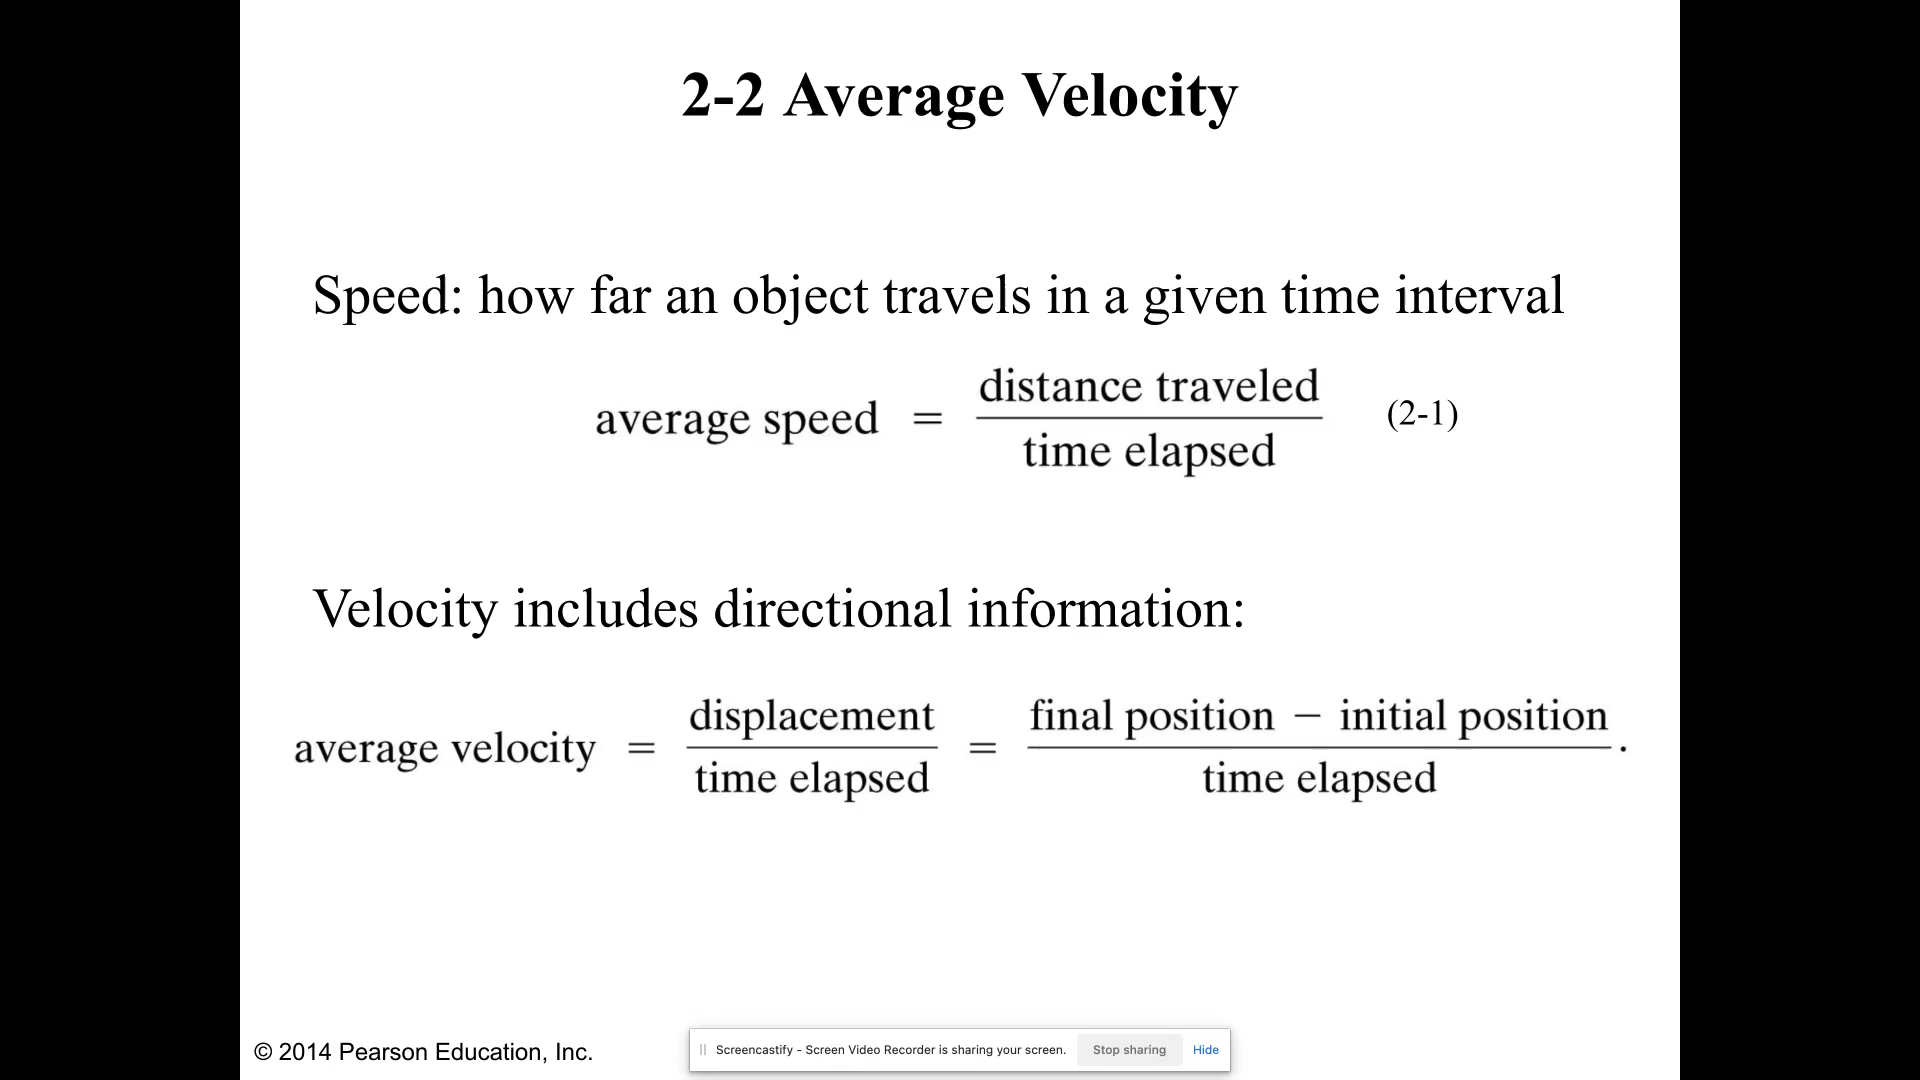 2-2 Average Velocity
Speed: how far an object travels in a given time interval
average speed = distance traveled / time elapsed (2-1)
Velocity includes directional information:
average velocity = displacement / time elapsed = final position − initial position / time elapsed .
© 2014 Pearson Education, Inc.
Screencastify - Screen Video Recorder is sharing your screen. Stop sharing Hide